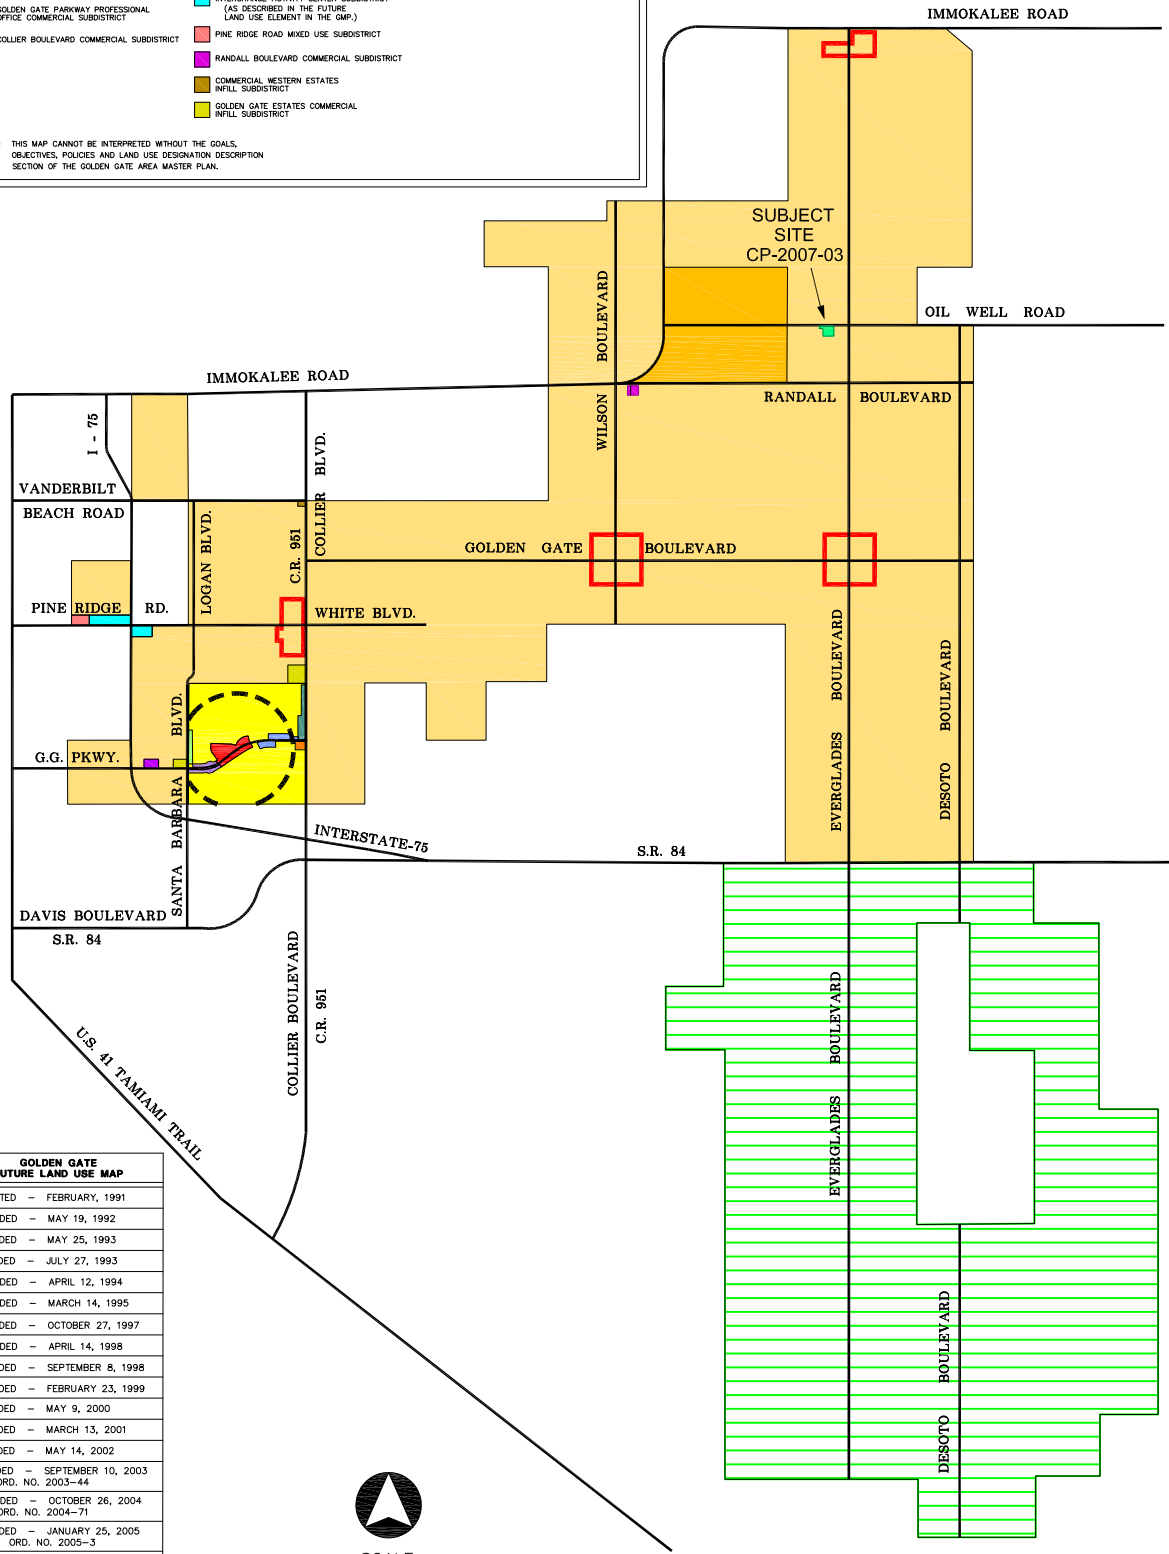 GOLDEN GATE PARKWAY PROFESSIONAL
OFFICE COMMERCIAL SUBDISTRICT
COLLIER BOULEVARD COMMERCIAL SUBDISTRICT
INTERCHANGE ACTIVITY CENTER SUBDISTRICT
(AS DESCRIBED IN THE FUTURE
LAND USE ELEMENT IN THE GMP.)
PINE RIDGE ROAD MIXED USE SUBDISTRICT
RANDALL BOULEVARD COMMERCIAL SUBDISTRICT
COMMERCIAL WESTERN ESTATES
INFILL SUBDISTRICT
GOLDEN GATE ESTATES COMMERCIAL
INFILL SUBDISTRICT
THIS MAP CANNOT BE INTERPRETED WITHOUT THE GOALS,
OBJECTIVES, POLICIES AND LAND USE DESIGNATION DESCRIPTION
SECTION OF THE GOLDEN GATE AREA MASTER PLAN.
IMMOKALEE ROAD
SUBJECT
SITE
CP-2007-03
OIL WELL ROAD
WILSON BOULEVARD
RANDALL BOULEVARD
IMMOKALEE ROAD
I - 75
COLLIER BLVD.
C.R. 951
VANDERBILT
BEACH ROAD
LOGAN BLVD.
GOLDEN GATE BOULEVARD
PINE RIDGE RD.
WHITE BLVD.
EVERGLADES BOULEVARD
DESOTO BOULEVARD
SANTA BARBARA BLVD.
G.G. PKWY.
INTERSTATE-75
S.R. 84
DAVIS BOULEVARD
S.R. 84
COLLIER BOULEVARD
C.R. 951
U.S. 41 TAMIAMI TRAIL
EVERGLADES BOULEVARD
DESOTO BOULEVARD
GOLDEN GATE
UTURE LAND USE MAP
TED - FEBRUARY, 1991
DED - MAY 19, 1992
DED - MAY 25, 1993
DED - JULY 27, 1993
DED - APRIL 12, 1994
DED - MARCH 14, 1995
DED - OCTOBER 27, 1997
DED - APRIL 14, 1998
DED - SEPTEMBER 8, 1998
DED - FEBRUARY 23, 1999
DED - MAY 9, 2000
DED - MARCH 13, 2001
DED - MAY 14, 2002
DED - SEPTEMBER 10, 2003
ORD. NO. 2003-44
DED - OCTOBER 26, 2004
ORD. NO. 2004-71
DED - JANUARY 25, 2005
ORD. NO. 2005-3